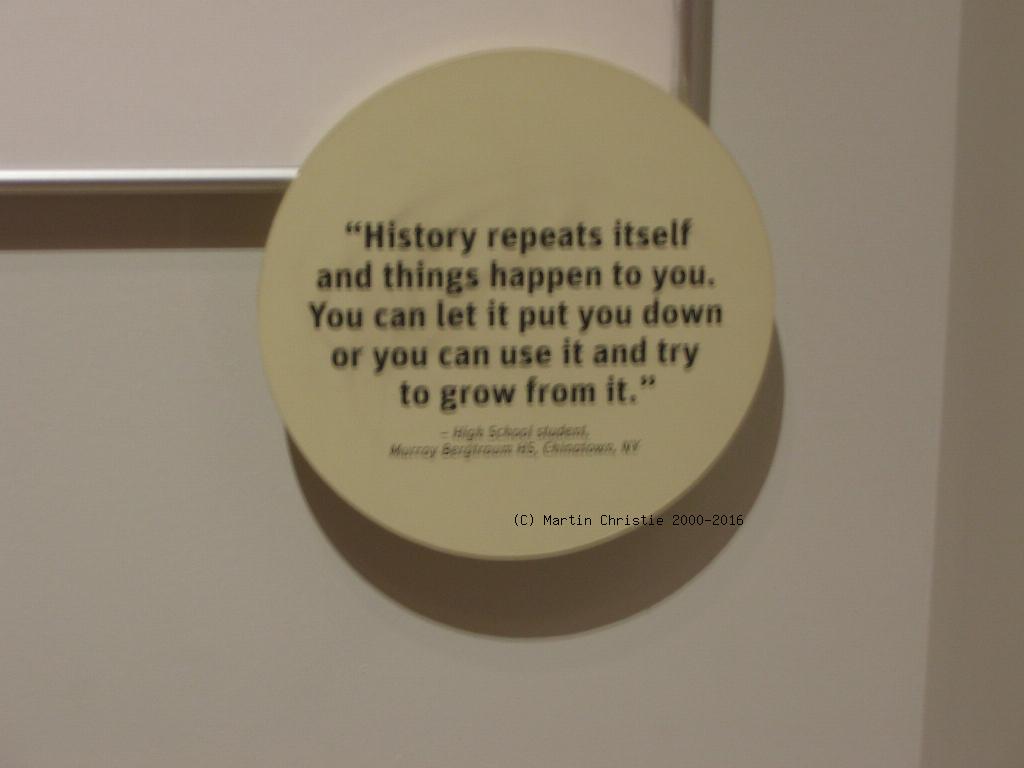 “History repeats itself
and things happen to you.
You can let it put you down
or you can use it and try
to grow from it.”
– High School student,
Murray Bergtraum HS, Chinatown, NY
(C) Martin Christie 2000-2016